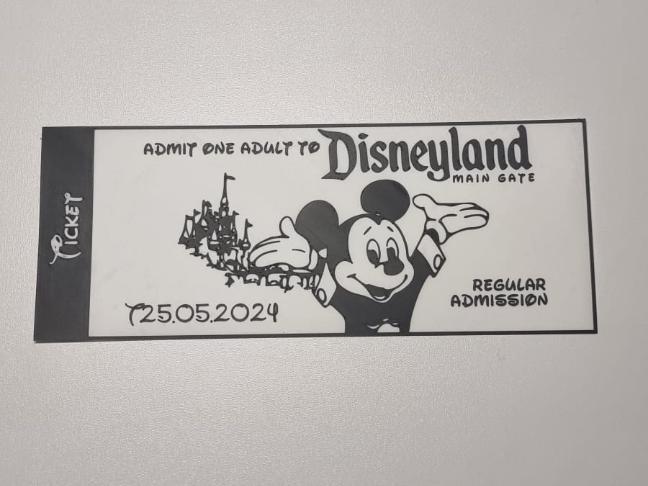 TICKET
ADMIT ONE ADULT TO Disneyland
MAIN GATE
REGULAR
ADMISSION
25.05.2024